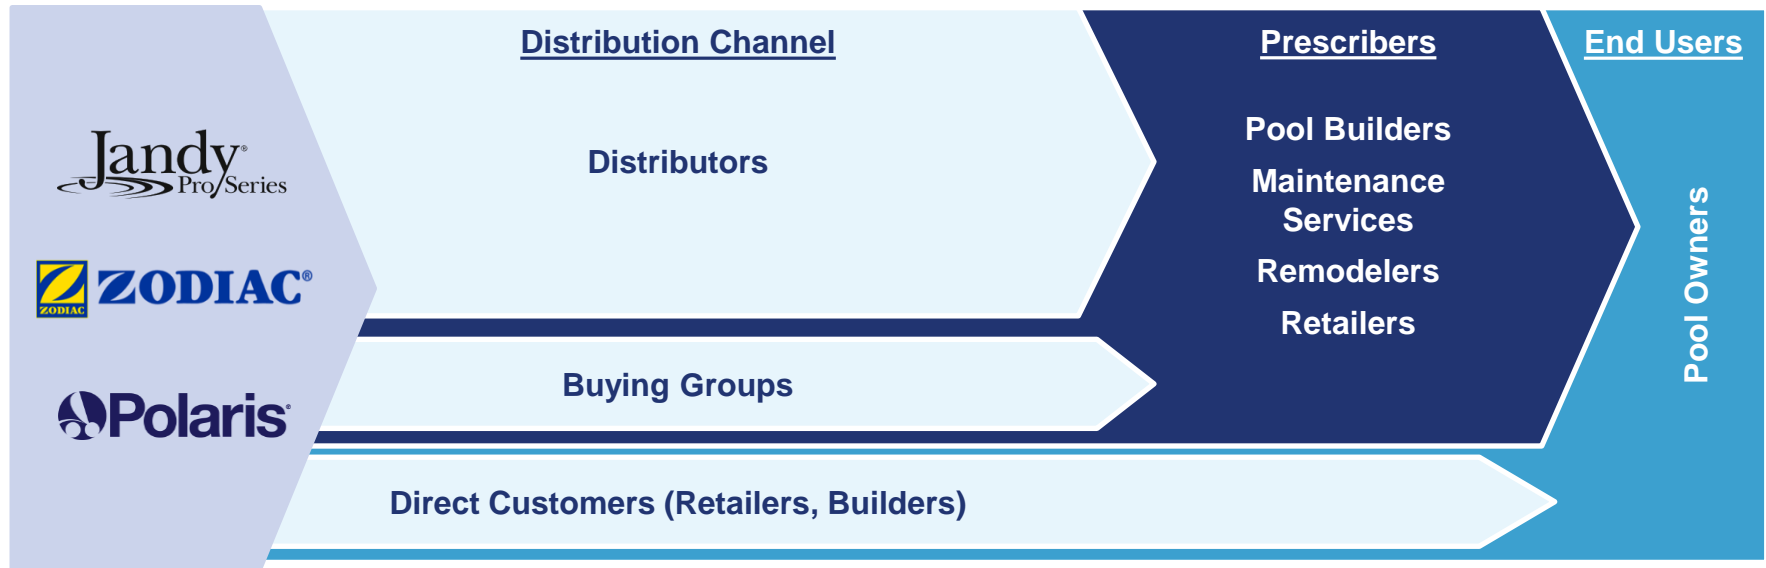 Distribution Channel
Prescribers
End Users
Jandy®
Pro Series
Distributors
Pool Builders
Maintenance
Services
Remodelers
Retailers
Pool Owners
ZODIAC
ZODIAC®
Polaris®
Buying Groups
Direct Customers (Retailers, Builders)